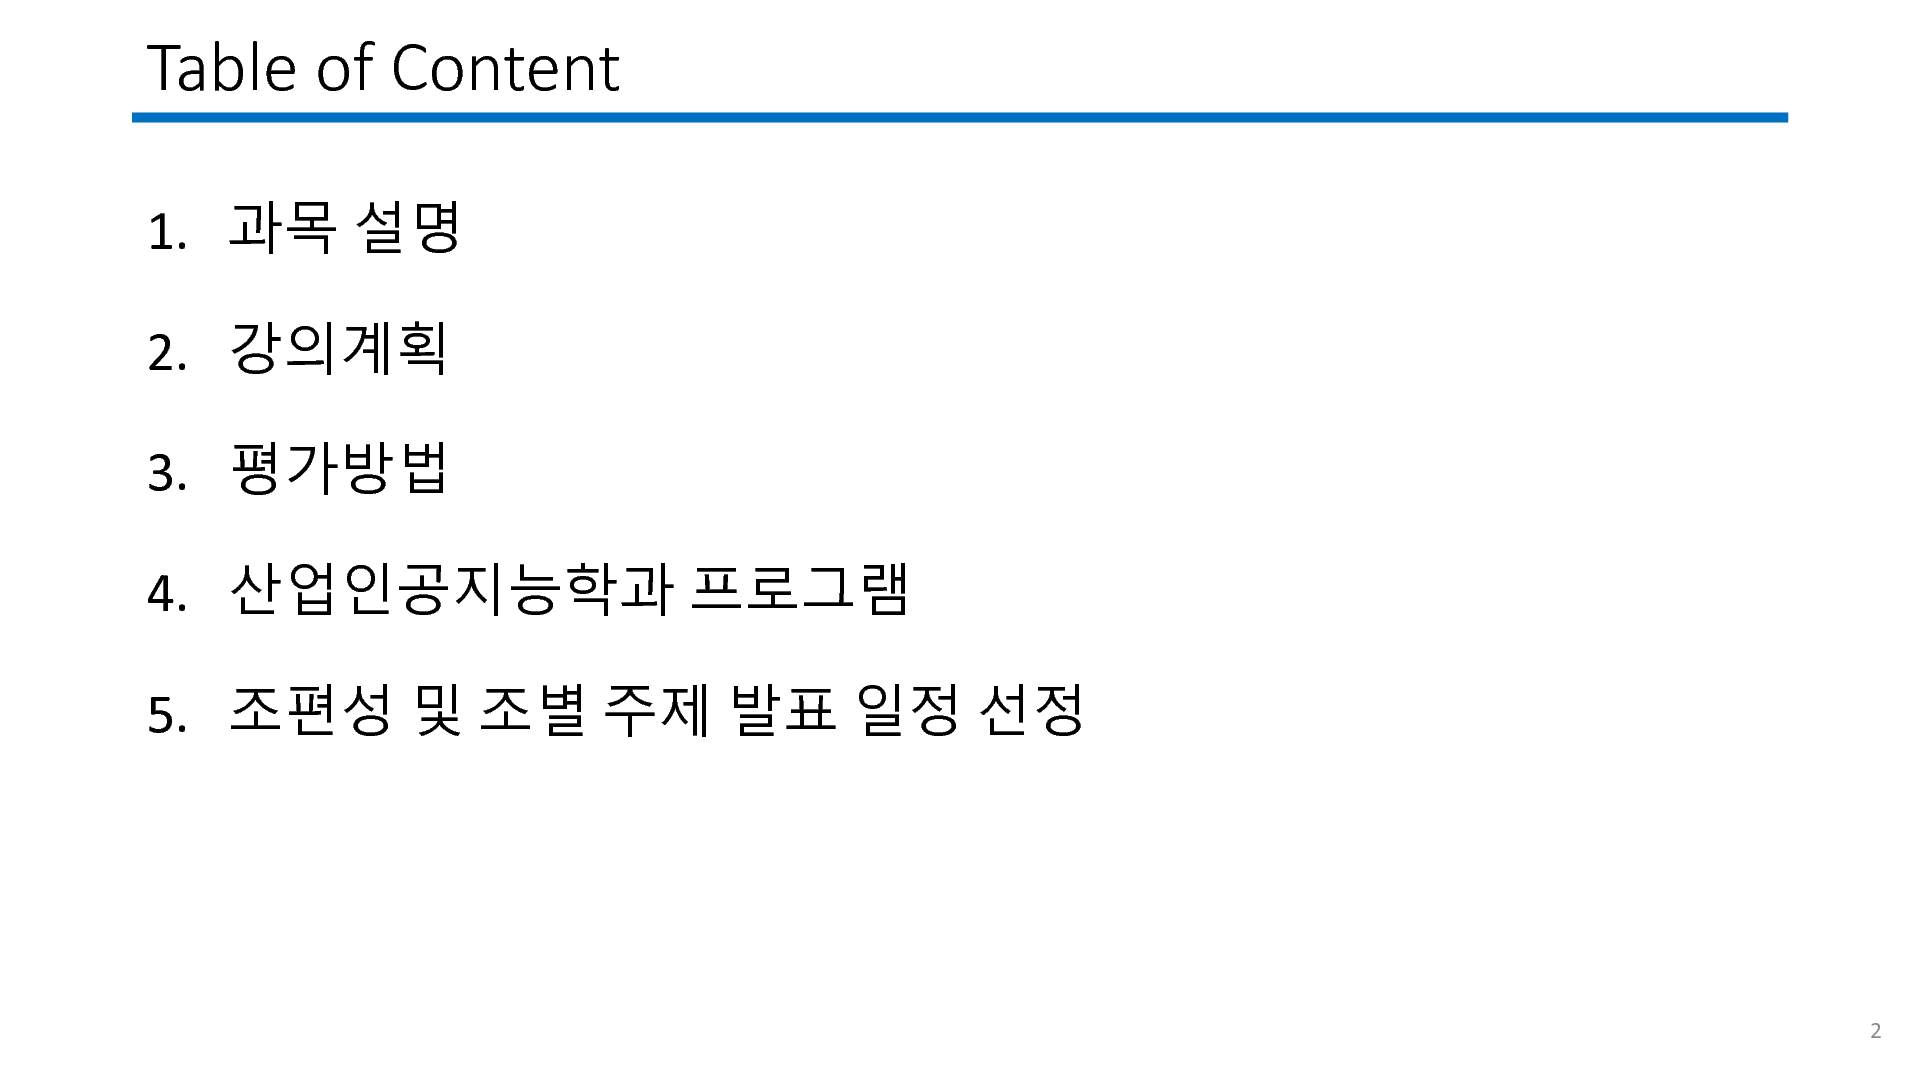 Table of Content
1. 과목 설명
2. 강의계획
3. 평가방법
4. 산업인공지능학과 프로그램
5. 조편성 및 조별 주제 발표 일정 선정
2